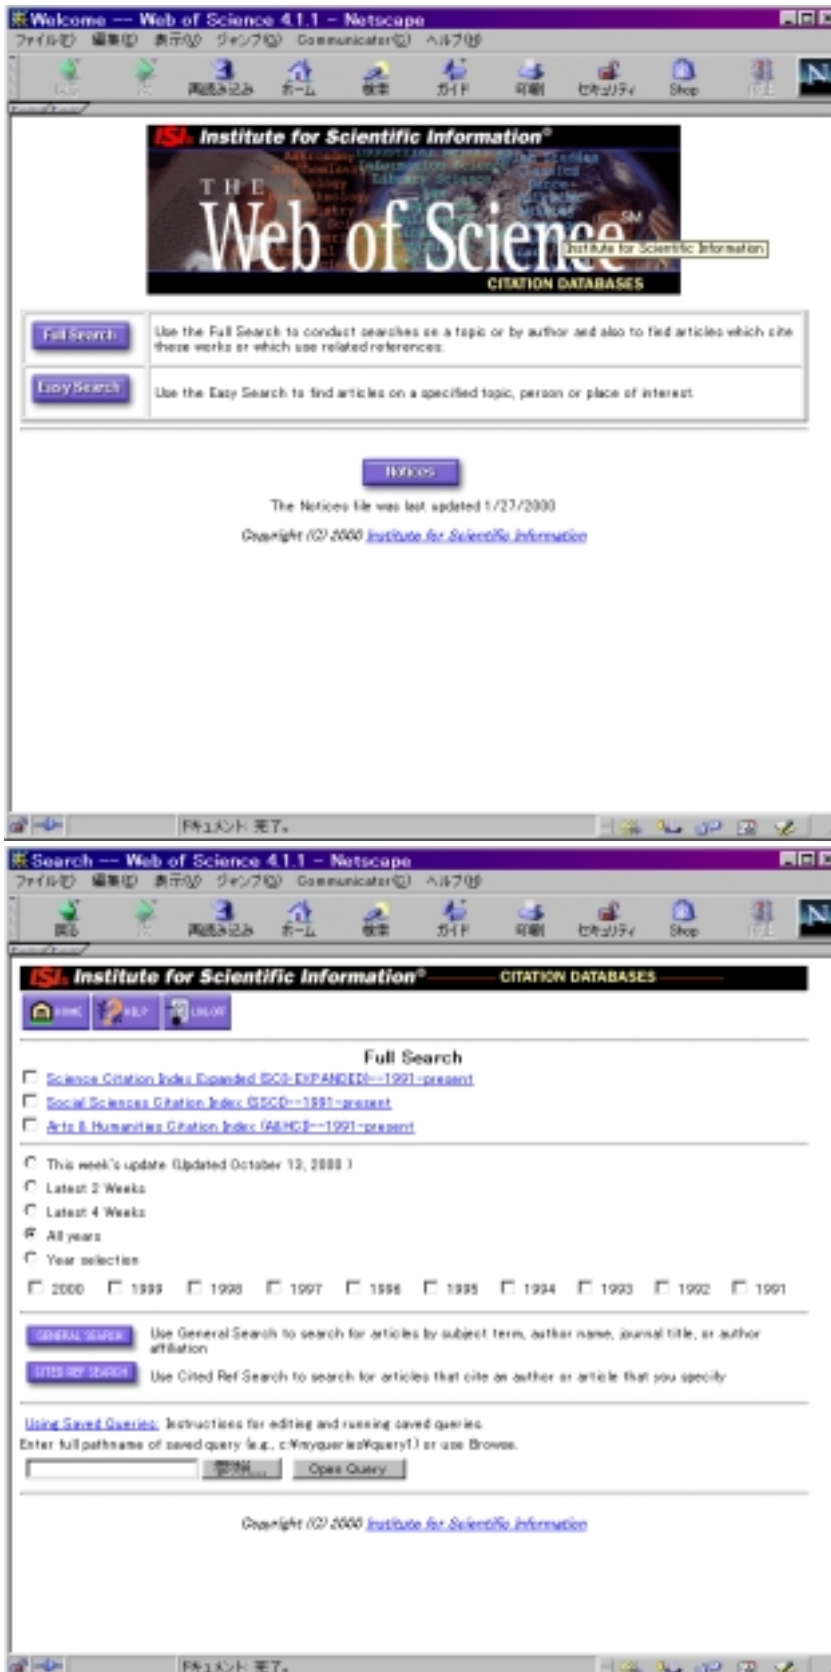 Welcome -- Web of Science 4.1.1 - Netscape
ファイル(F) 編集(E) 表示(V) ジャンプ(G) Communicator(C) ヘルプ(H)
再読み込み ホーム 検索 ガイド 印刷 セキュリティ Shop
ISI® Institute for Scientific Information®
THE
Web of Science SM
Institute for Scientific Information
CITATION DATABASES
Full Search
Use the Full Search to conduct searches on a topic or by author and also to find articles which cite
these works or which use related references.
Easy Search
Use the Easy Search to find articles on a specified topic, person or place of interest.
Notices
The Notices file was last updated 1/27/2000
Copyright (C) 2000 Institute for Scientific Information
ドキュメント: 完了。
Search -- Web of Science 4.1.1 - Netscape
ファイル(F) 編集(E) 表示(V) ジャンプ(G) Communicator(C) ヘルプ(H)
戻る 再読み込み ホーム 検索 ガイド 印刷 セキュリティ Shop
ISI® Institute for Scientific Information® CITATION DATABASES
HOME HELP LOG OFF
Full Search
Science Citation Index Expanded (SCI-EXPANDED)--1991-present
Social Sciences Citation Index (SSCI)--1991-present
Arts & Humanities Citation Index (A&HCI)--1991-present
This week's update (Updated October 13, 2000 )
Latest 2 Weeks
Latest 4 Weeks
All years
Year selection
2000 1999 1998 1997 1996 1995 1994 1993 1992 1991
GENERAL SEARCH
Use General Search to search for articles by subject term, author name, journal title, or author
affiliation
CITED REF SEARCH
Use Cited Ref Search to search for articles that cite an author or article that you specify
Using Saved Queries: Instructions for editing and running saved queries.
Enter full pathname of saved query (e.g., c:¥myqueries¥query1) or use Browse.
Open Query
Copyright (C) 2000 Institute for Scientific Information
ドキュメント: 完了。